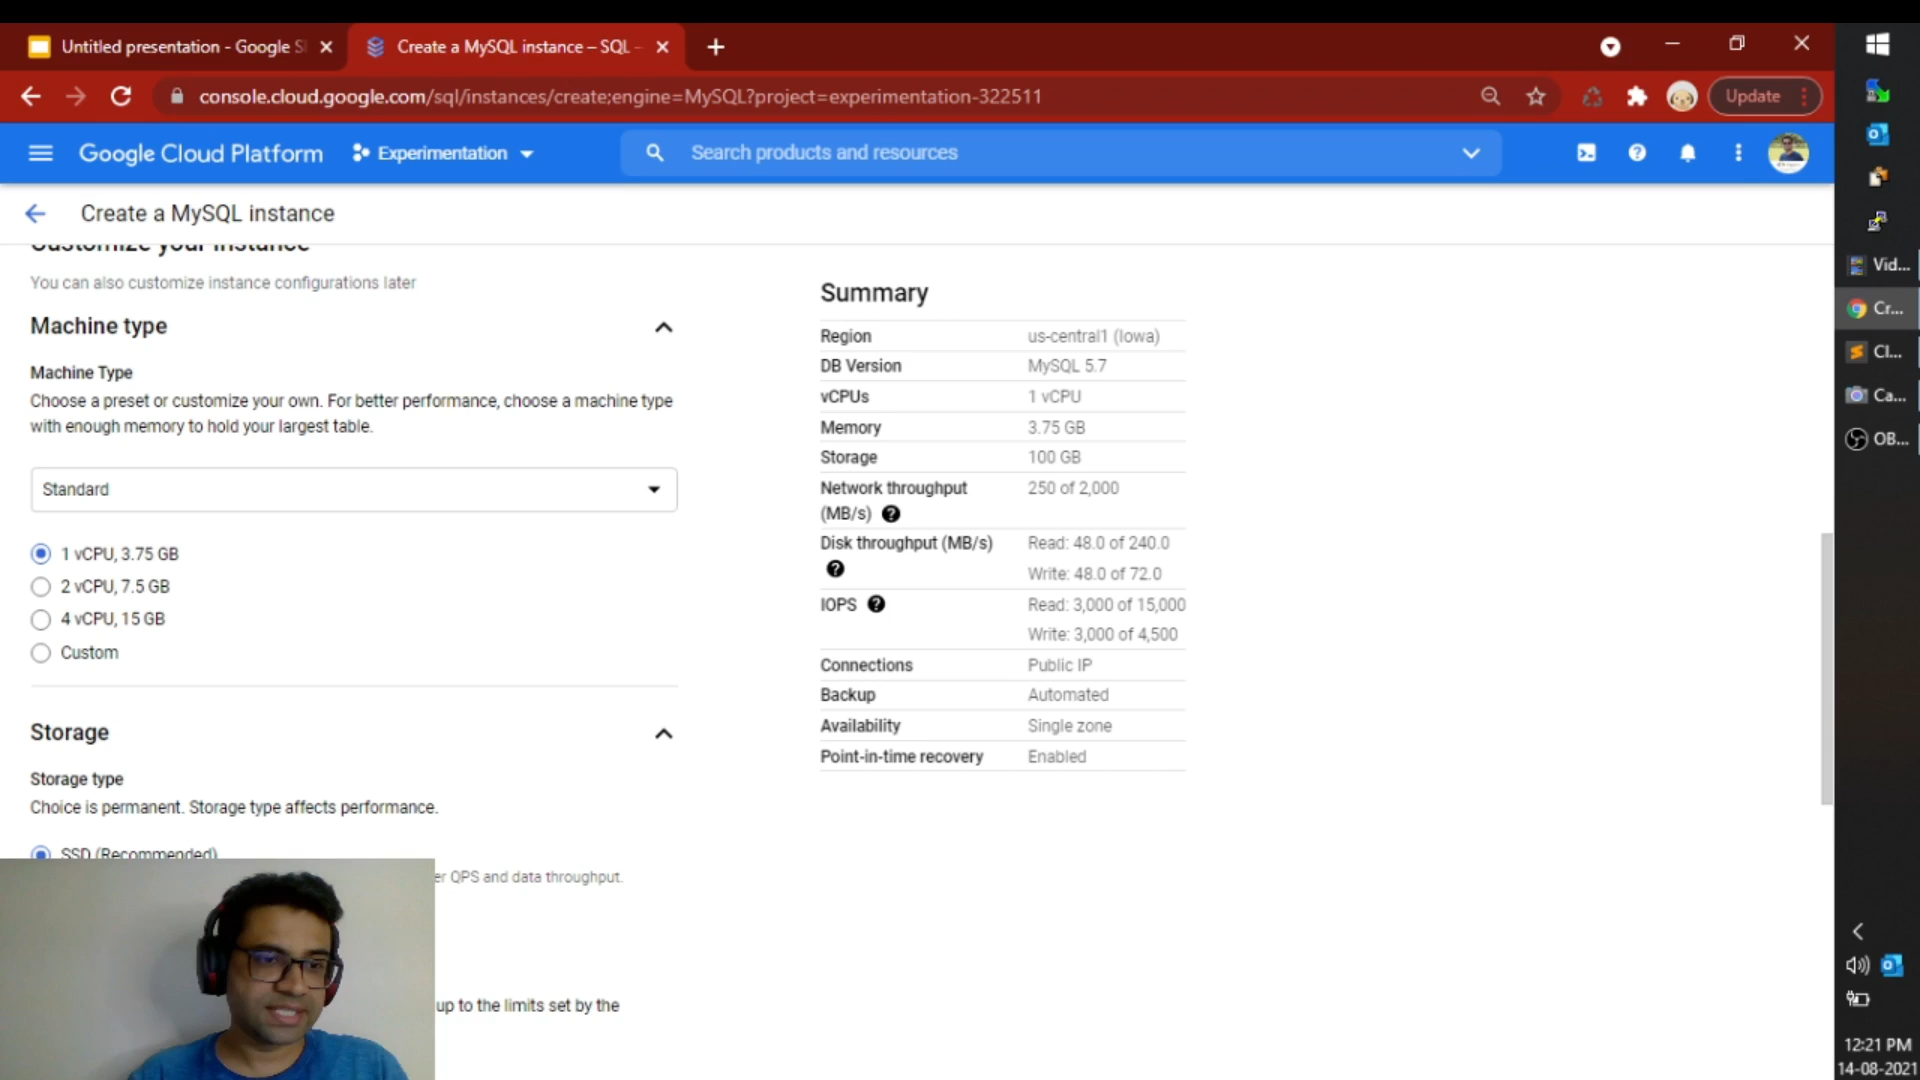 Untitled presentation - Google S
Create a MySQL instance – SQL -
console.cloud.google.com/sql/instances/create;engine=MySQL?project=experimentation-322511
Update
Google Cloud Platform
Experimentation
Search products and resources
Create a MySQL instance
Customize your instance
You can also customize instance configurations later
Machine type
Machine Type
Choose a preset or customize your own. For better performance, choose a machine type
with enough memory to hold your largest table.
Standard
1 vCPU, 3.75 GB
2 vCPU, 7.5 GB
4 vCPU, 15 GB
Custom
Storage
Storage type
Choice is permanent. Storage type affects performance.
SSD (Recommended)
er QPS and data throughput.
up to the limits set by the
Summary
Region us-central1 (Iowa)
DB Version MySQL 5.7
vCPUs 1 vCPU
Memory 3.75 GB
Storage 100 GB
Network throughput 250 of 2,000
(MB/s)
Disk throughput (MB/s) Read: 48.0 of 240.0
Write: 48.0 of 72.0
IOPS Read: 3,000 of 15,000
Write: 3,000 of 4,500
Connections Public IP
Backup Automated
Availability Single zone
Point-in-time recovery Enabled
Vid...
Cr...
Cl...
Ca...
OB...
12:21 PM
14-08-2021